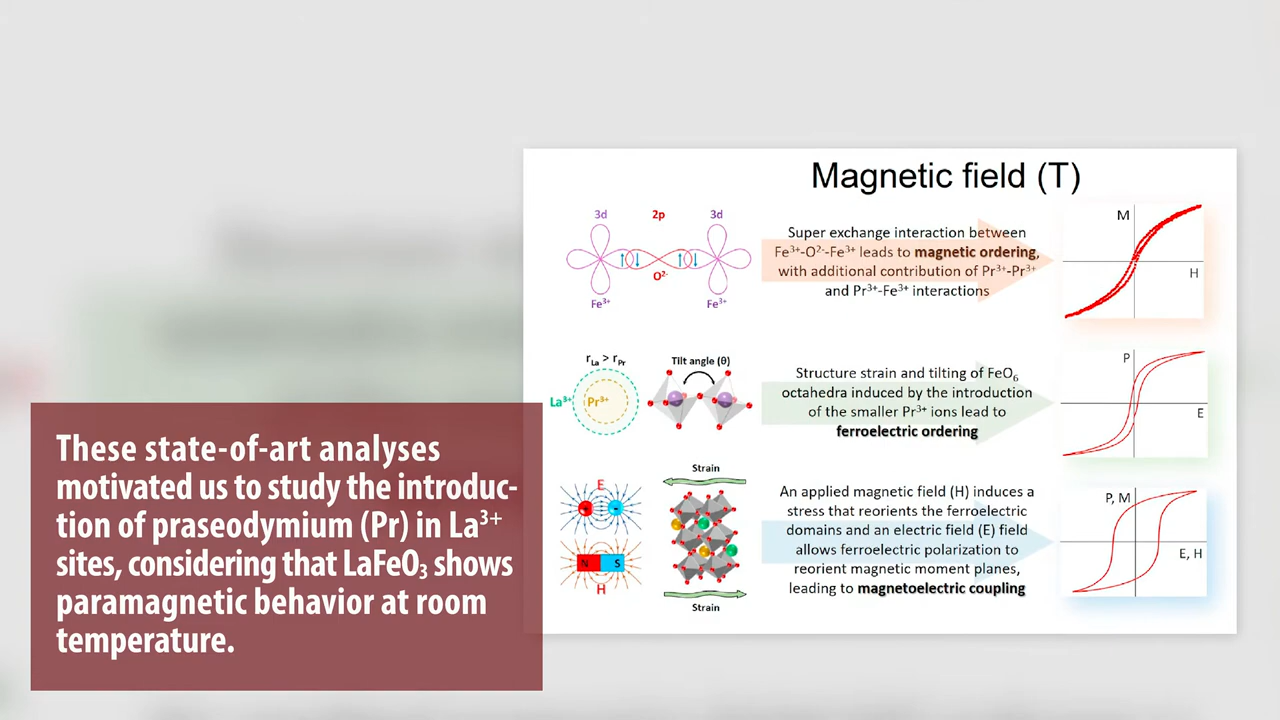 Magnetic field (T)
3d 2p 3d
O²⁻
Fe³⁺ Fe³⁺
Super exchange interaction between
Fe³⁺-O²⁻-Fe³⁺ leads to magnetic ordering,
with additional contribution of Pr³⁺-Pr³⁺
and Pr³⁺-Fe³⁺ interactions
M
H
r_La > r_Pr
La³⁺ Pr³⁺
Tilt angle (θ)
Structure strain and tilting of FeO₆
octahedra induced by the introduction
of the smaller Pr³⁺ ions lead to
ferroelectric ordering
P
E
E
+ -
N S
H
Strain
Strain
An applied magnetic field (H) induces a
stress that reorients the ferroelectric
domains and an electric field (E) field
allows ferroelectric polarization to
reorient magnetic moment planes,
leading to magnetoelectric coupling
P, M
E, H
These state-of-art analyses
motivated us to study the introduc-
tion of praseodymium (Pr) in La³⁺
sites, considering that LaFeO₃ shows
paramagnetic behavior at room
temperature.